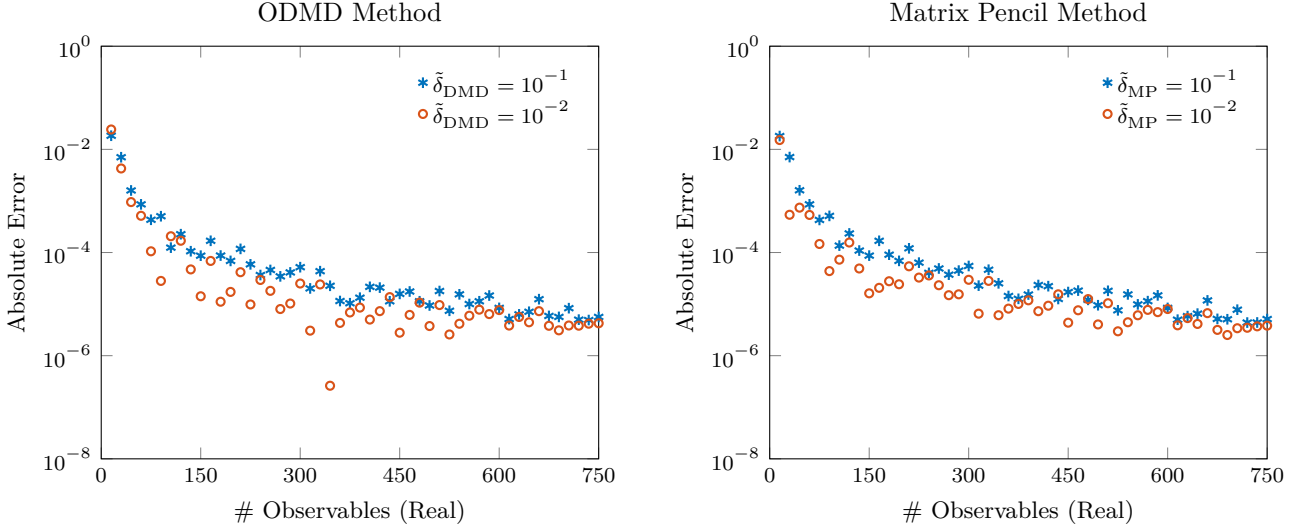 ODMD Method
10^0
10^−2
10^−4
10^−6
10^−8
Absolute Error
δ̃_DMD = 10^−1
δ̃_DMD = 10^−2
0 150 300 450 600 750
# Observables (Real)
Matrix Pencil Method
10^0
10^−2
10^−4
10^−6
10^−8
Absolute Error
δ̃_MP = 10^−1
δ̃_MP = 10^−2
0 150 300 450 600 750
# Observables (Real)